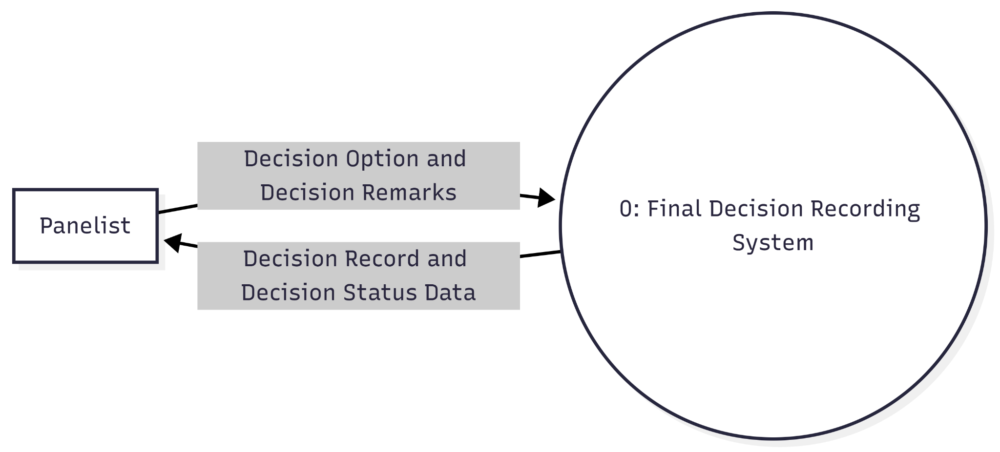 Decision Option and
Decision Remarks
Panelist
0: Final Decision Recording
System
Decision Record and
Decision Status Data